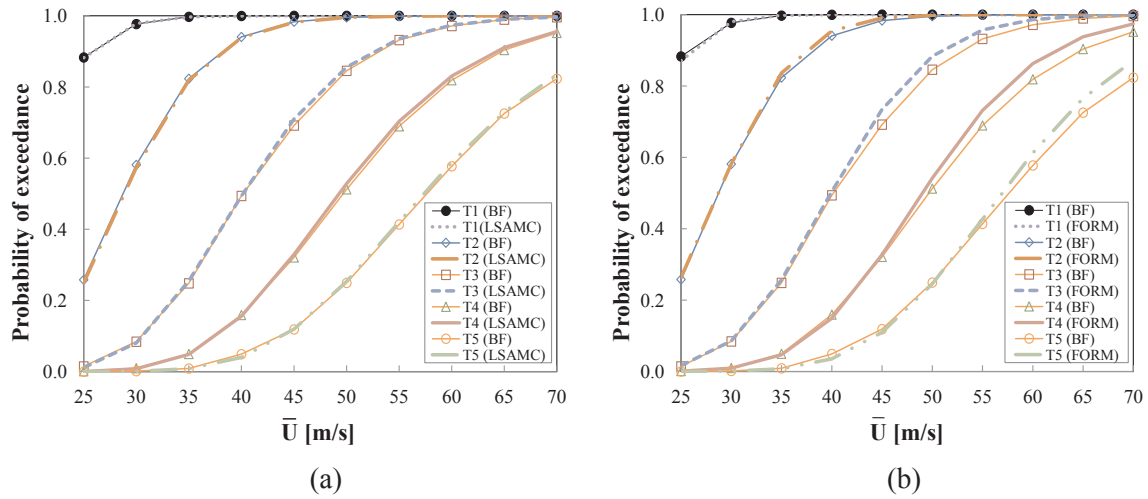 1.0
0.8
0.6
0.4
0.2
0.0
Probability of exceedance
25 30 35 40 45 50 55 60 65 70
Ū [m/s]
T1 (BF)
T1(LSAMC)
T2 (BF)
T2 (LSAMC)
T3 (BF)
T3 (LSAMC)
T4 (BF)
T4 (LSAMC)
T5 (BF)
T5 (LSAMC)
(a)
1.0
0.8
0.6
0.4
0.2
0.0
Probability of exceedance
25 30 35 40 45 50 55 60 65 70
Ū [m/s]
T1 (BF)
T1 (FORM)
T2 (BF)
T2 (FORM)
T3 (BF)
T3 (FORM)
T4 (BF)
T4 (FORM)
T5 (BF)
T5 (FORM)
(b)